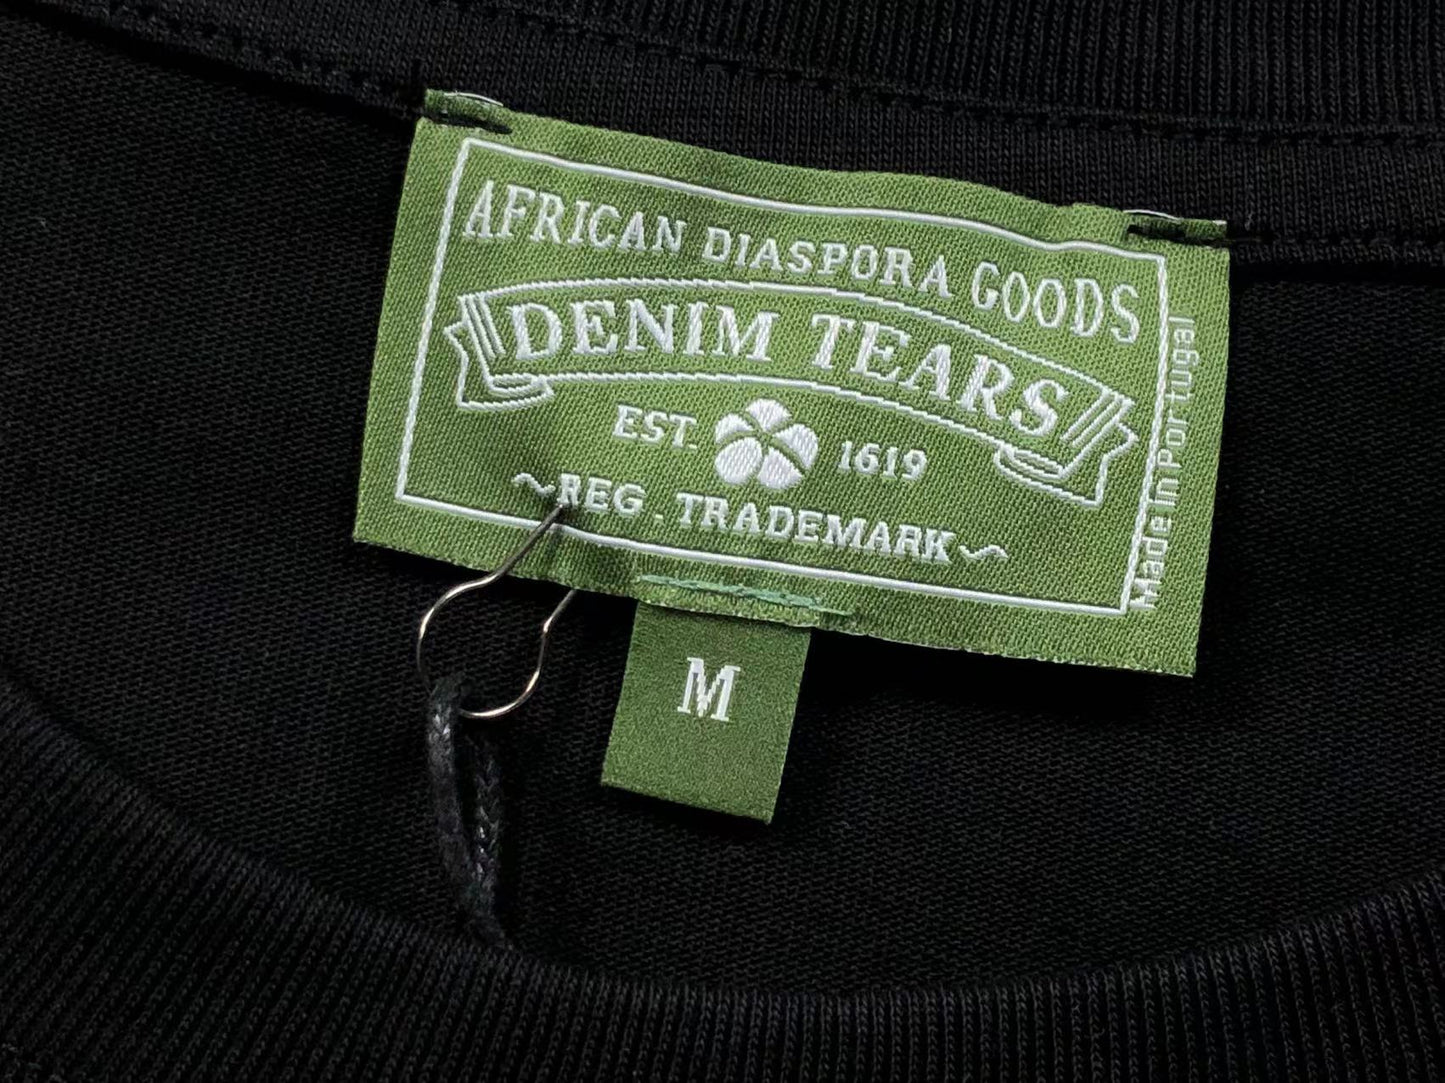 AFRICAN DIASPORA GOODS
DENIM TEARS
EST. 1619
~REG . TRADEMARK~
Made in Portugal
M